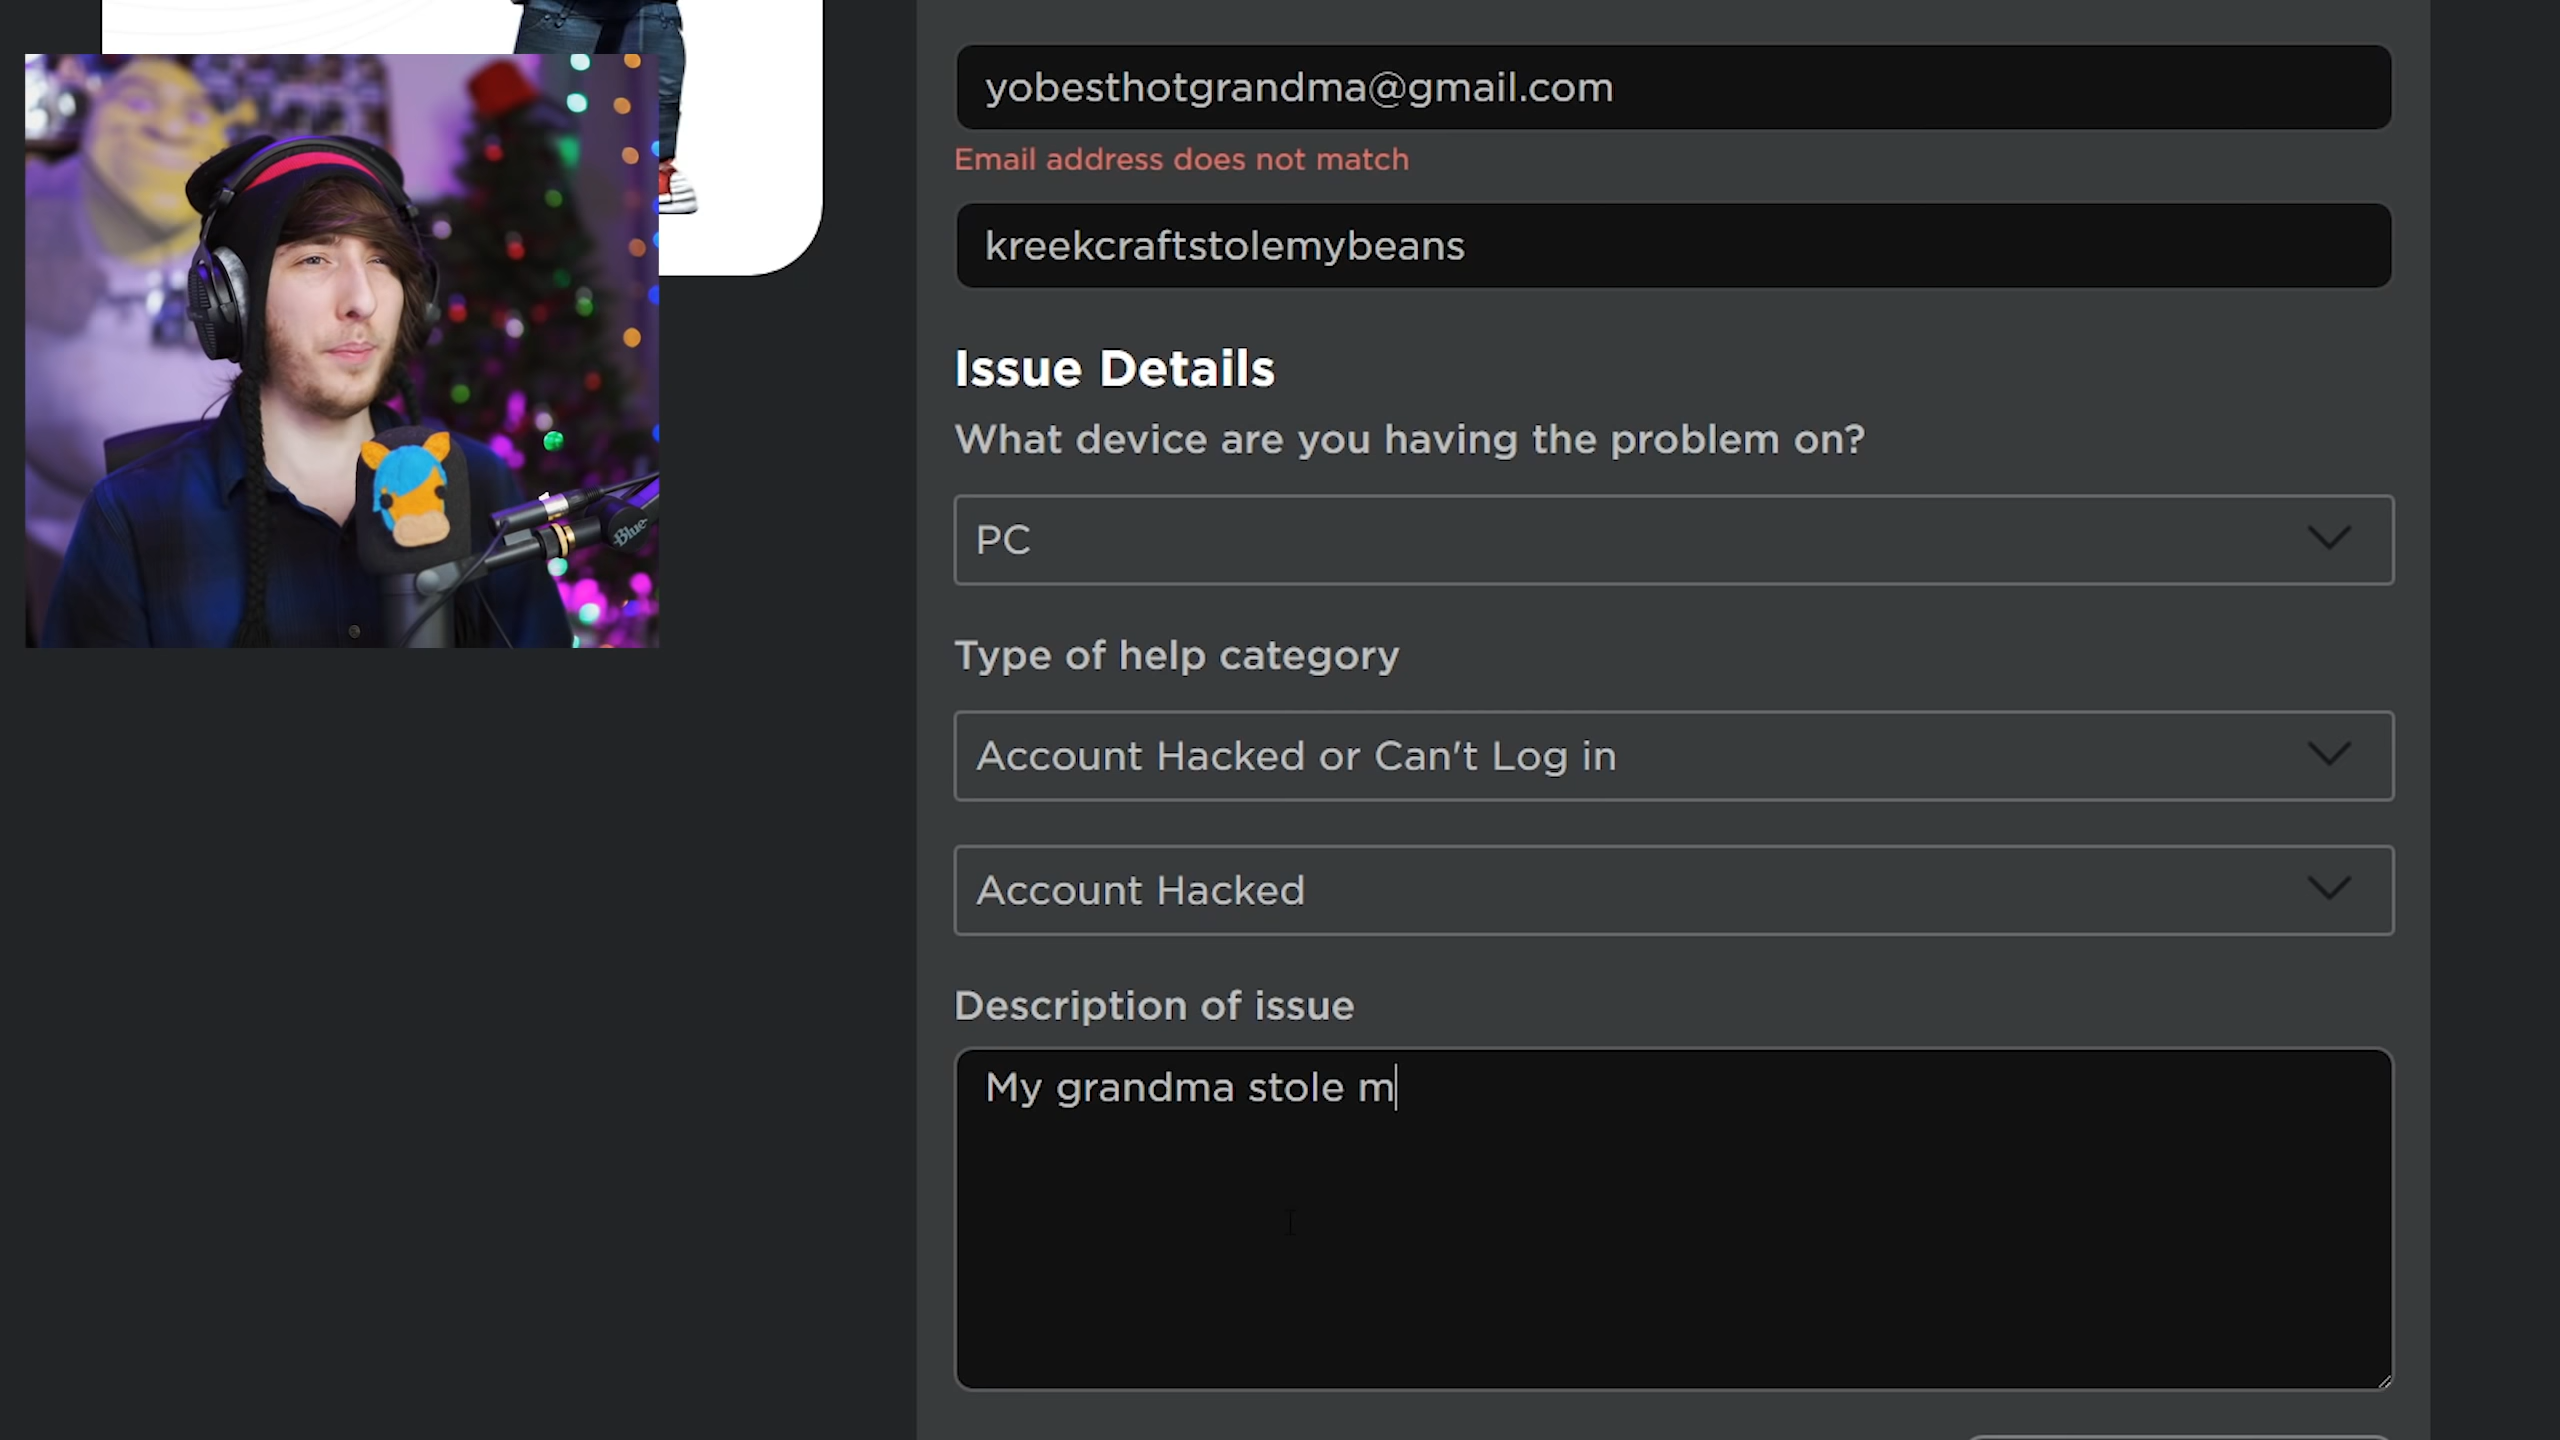 yobesthotgrandma@gmail.com
Email address does not match
kreekcraftstolemybeans
Issue Details
What device are you having the problem on?
PC
Type of help category
Account Hacked or Can't Log in
Account Hacked
Description of issue
My grandma stole m
Blue